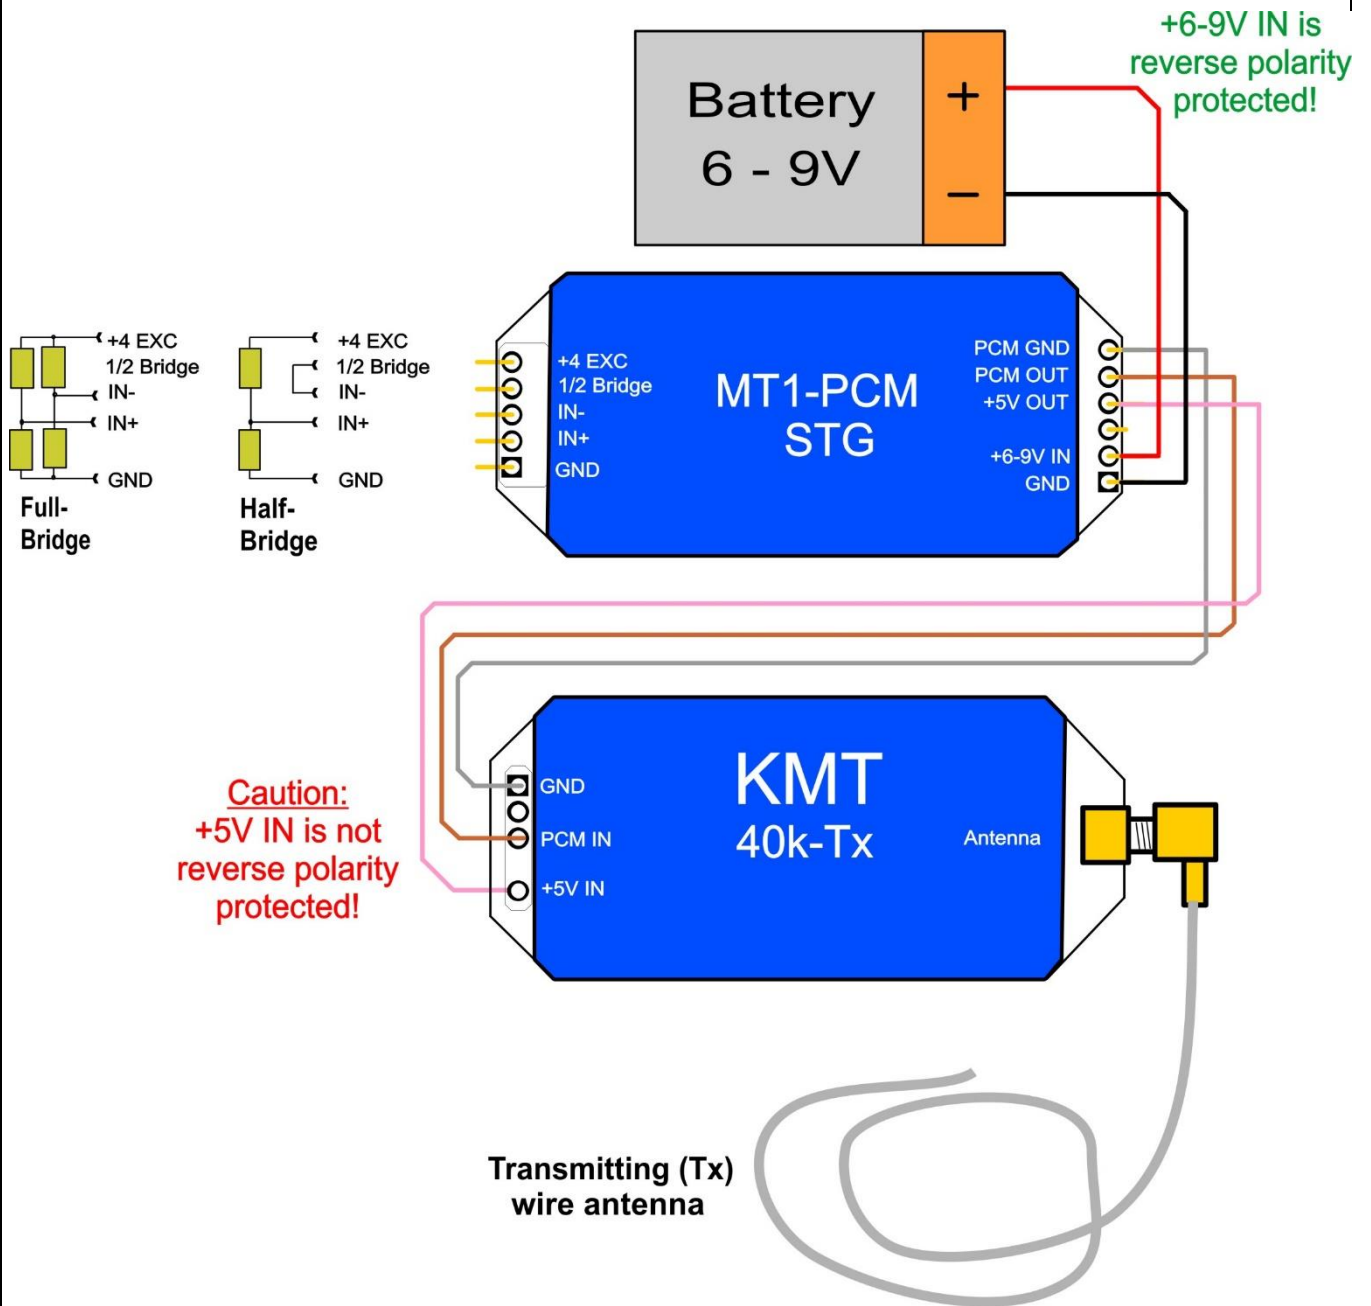 +6-9V IN is
reverse polarity
protected!
Battery
6 - 9V
+
−
+4 EXC
1/2 Bridge
IN-
IN+
GND
Full-
Bridge
+4 EXC
1/2 Bridge
IN-
IN+
GND
Half-
Bridge
+4 EXC
1/2 Bridge
IN-
IN+
GND
MT1-PCM
STG
PCM GND
PCM OUT
+5V OUT
+6-9V IN
GND
Caution:
+5V IN is not
reverse polarity
protected!
GND
PCM IN
+5V IN
KMT
40k-Tx
Antenna
Transmitting (Tx)
wire antenna